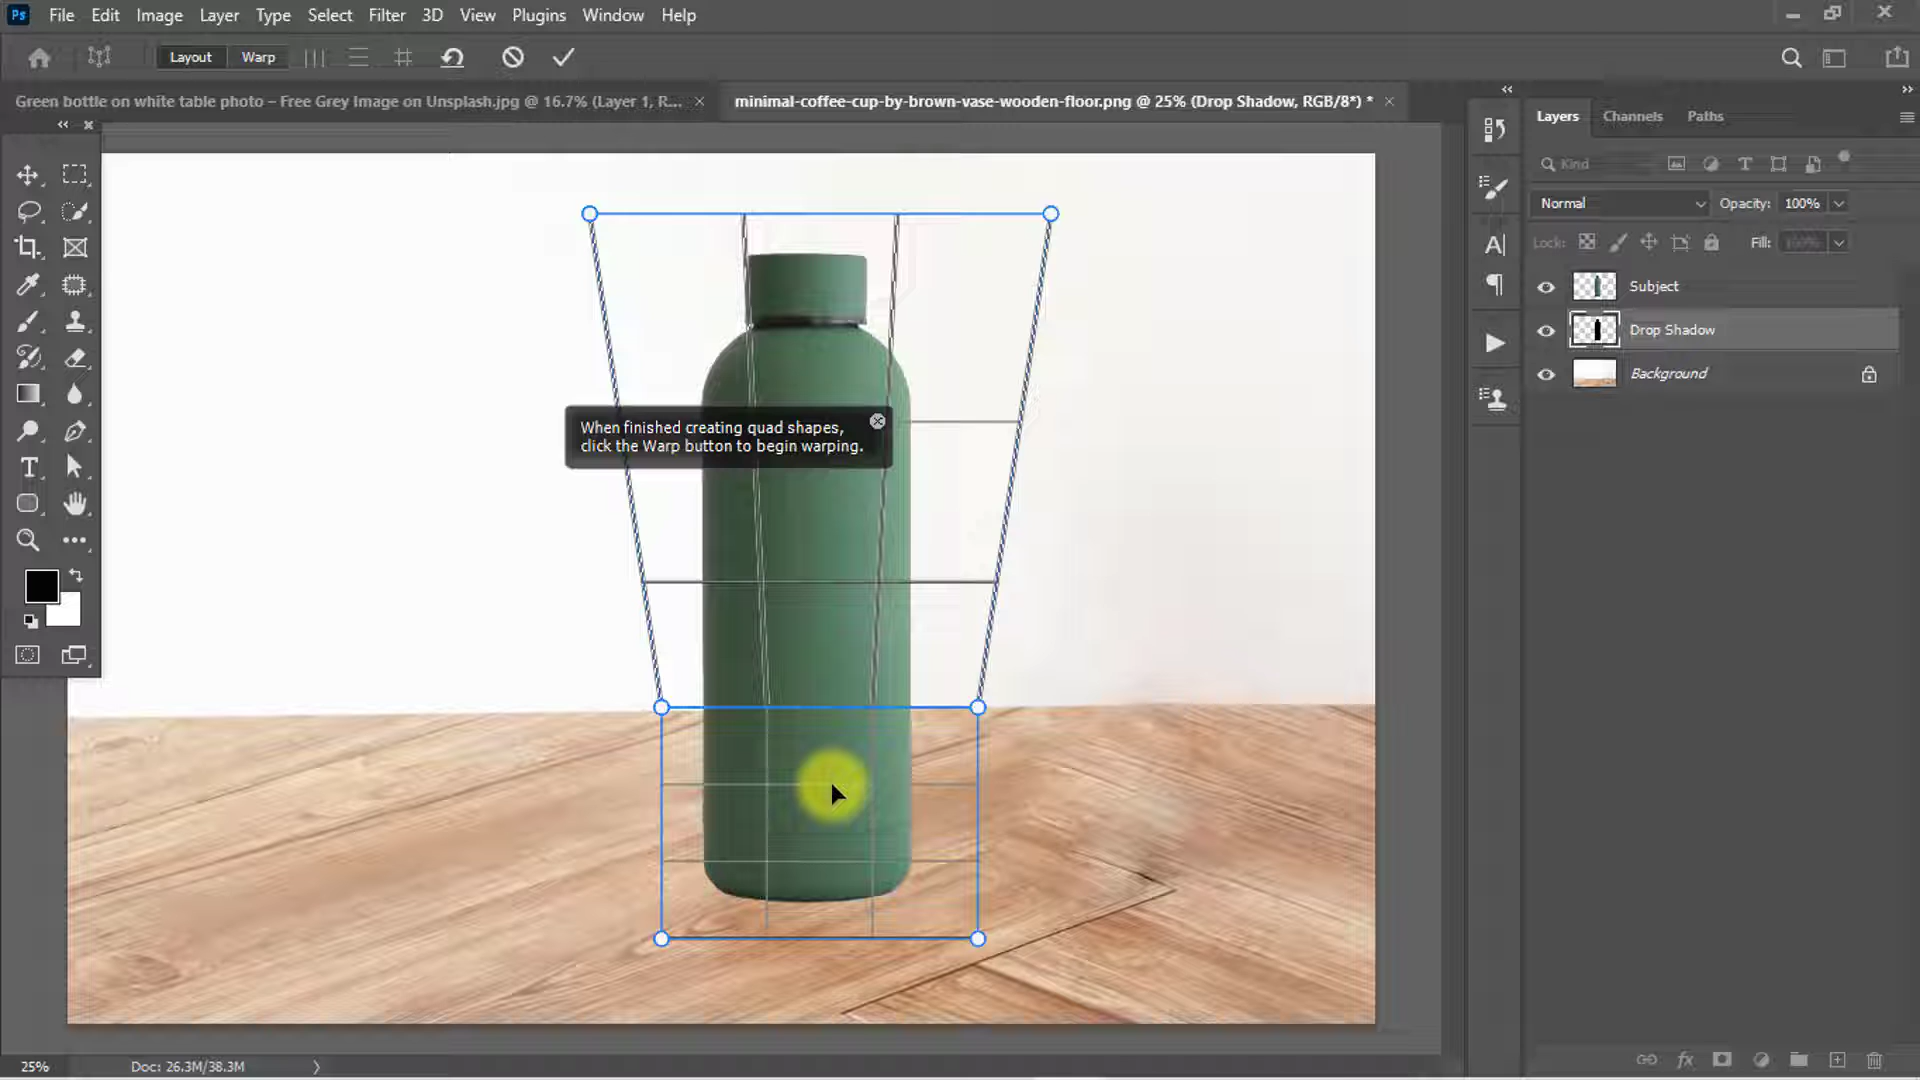 Ps File Edit Image Layer Type Select Filter 3D View Plugins Window Help
Layout Warp
Green bottle on white table photo – Free Grey Image on Unsplash.jpg @ 16.7% (Layer 1, R... × minimal-coffee-cup-by-brown-vase-wooden-floor.png @ 25% (Drop Shadow, RGB/8*) * ×
Layers Channels Paths
Kind
Normal Opacity: 100%
Lock: Fill: 100%
Subject
Drop Shadow
Background
When finished creating quad shapes,
click the Warp button to begin warping.
25% Doc: 26.3M/38.3M